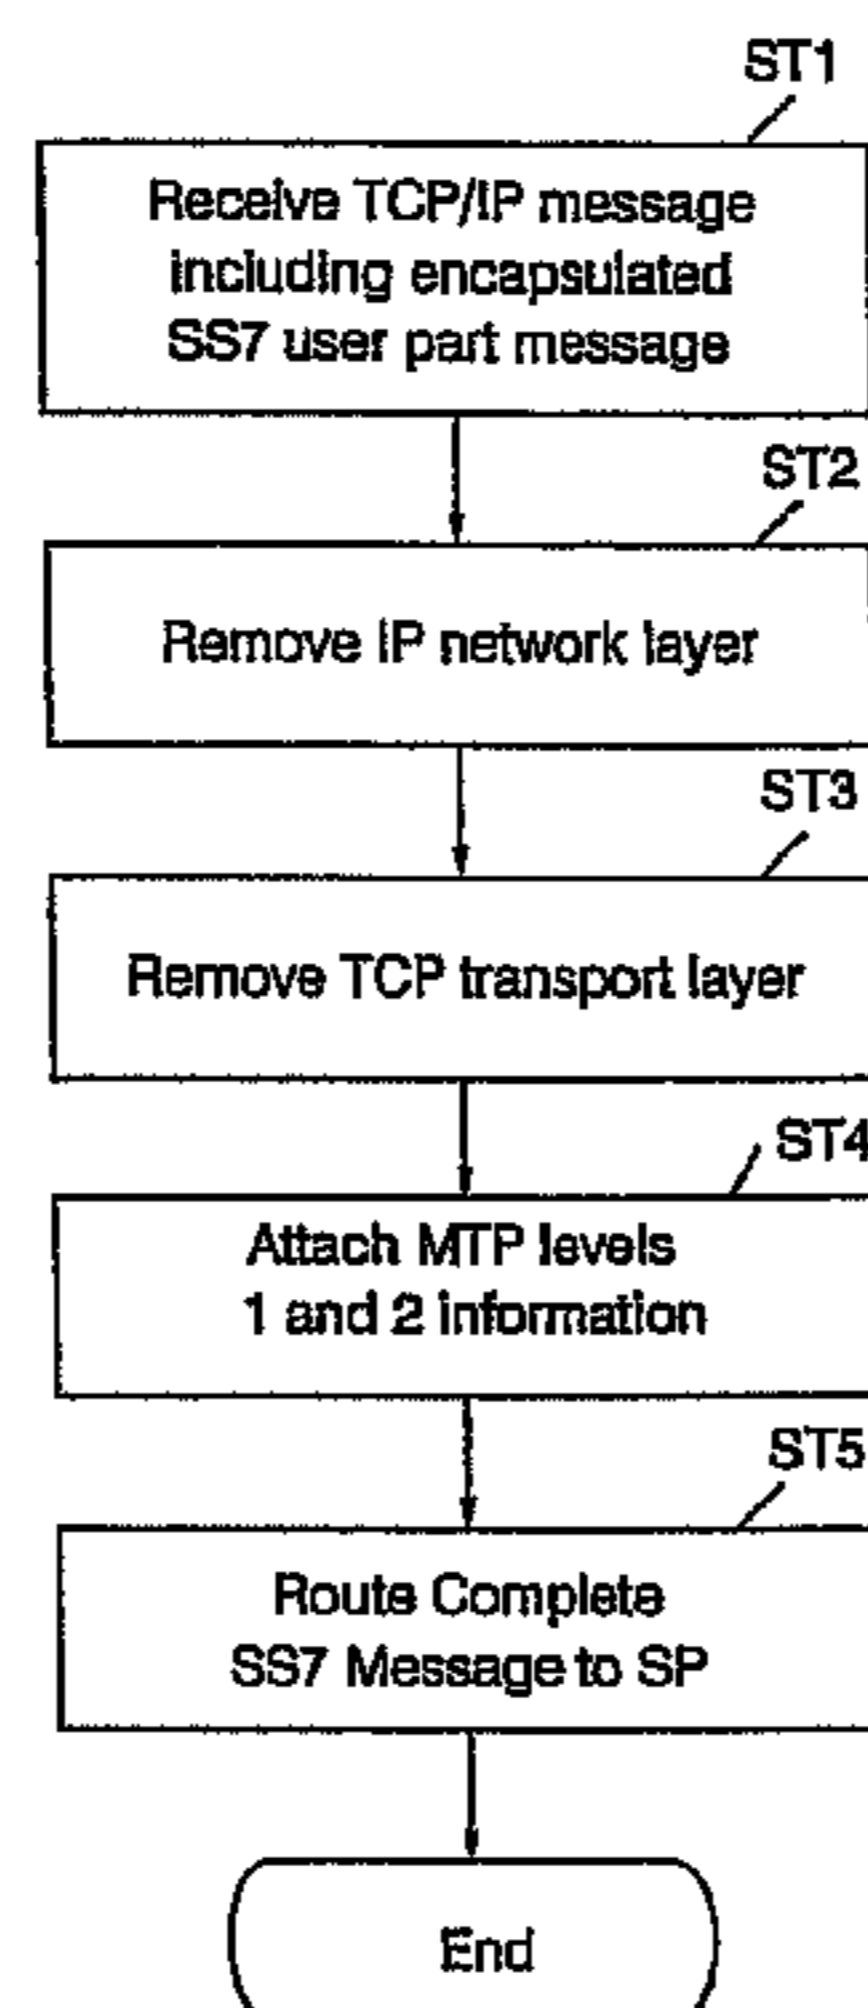 ST1
Receive TCP/IP message
including encapsulated
SS7 user part message
ST2
Remove IP network layer
ST3
Remove TCP transport layer
ST4
Attach MTP levels
1 and 2 information
ST5
Route Complete
SS7 Message to SP
End